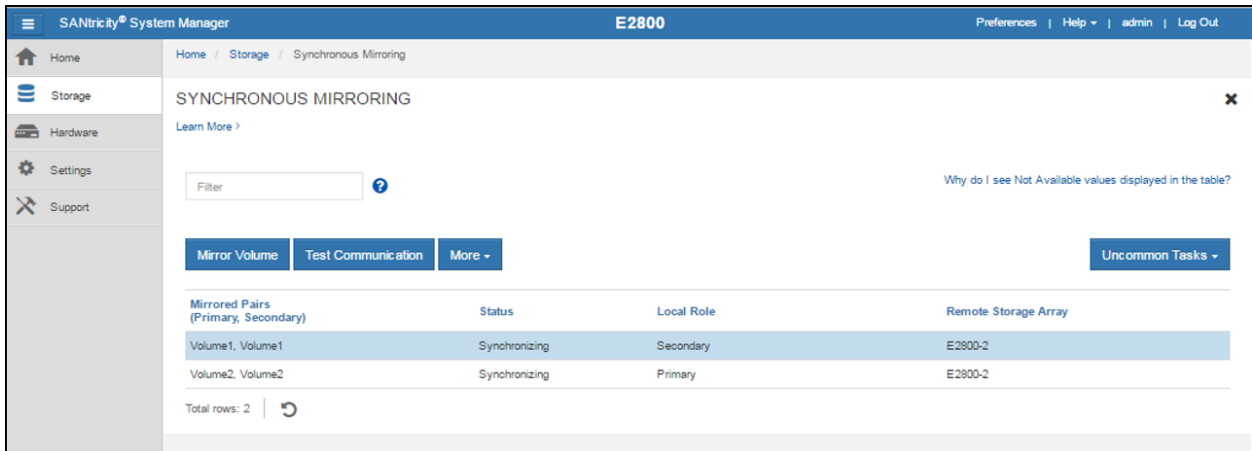 SANtricity® System Manager
E2800
Preferences | Help | admin | Log Out
Home
Storage
Hardware
Settings
Support
Home / Storage / Synchronous Mirroring
SYNCHRONOUS MIRRORING
Learn More >
Filter
Why do I see Not Available values displayed in the table?
Mirror Volume
Test Communication
More
Uncommon Tasks
Mirrored Pairs
(Primary, Secondary)
Status
Local Role
Remote Storage Array
Volume1, Volume1 Synchronizing Secondary E2800-2
Volume2, Volume2 Synchronizing Primary E2800-2
Total rows: 2